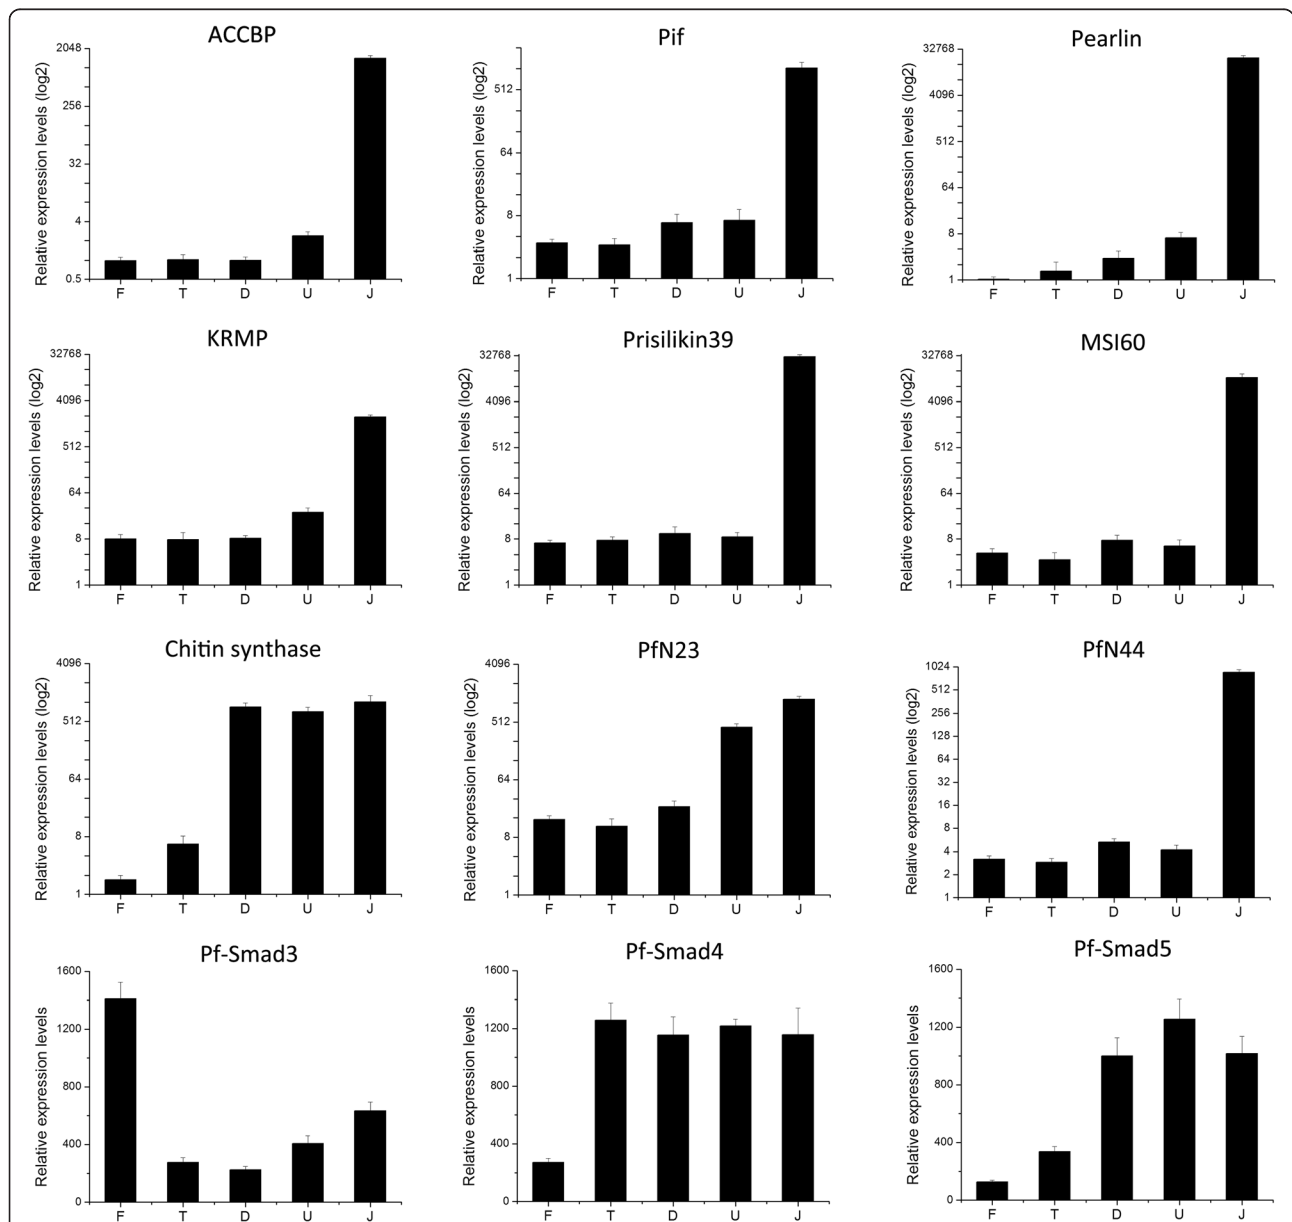 ACCBP
Relative expression levels (log2)
2048
256
32
4
0.5
F T D U J
Pif
Relative expression levels (log2)
512
64
8
1
F T D U J
Pearlin
Relative expression levels (log2)
32768
4096
512
64
8
1
F T D U J
KRMP
Relative expression levels (log2)
32768
4096
512
64
8
1
F T D U J
Prisilikin39
Relative expression levels (log2)
32768
4096
512
64
8
1
F T D U J
MSI60
Relative expression levels (log2)
32768
4096
512
64
8
1
F T D U J
Chitin synthase
Relative expression levels (log2)
4096
512
64
8
1
F T D U J
PfN23
Relative expression levels (log2)
4096
512
64
8
1
F T D U J
PfN44
Relative expression levels (log2)
1024
512
256
128
64
32
16
8
4
2
1
F T D U J
Pf-Smad3
Relative expression levels
1600
1200
800
400
0
F T D U J
Pf-Smad4
Relative expression levels
1600
1200
800
400
0
F T D U J
Pf-Smad5
Relative expression levels
1600
1200
800
400
0
F T D U J